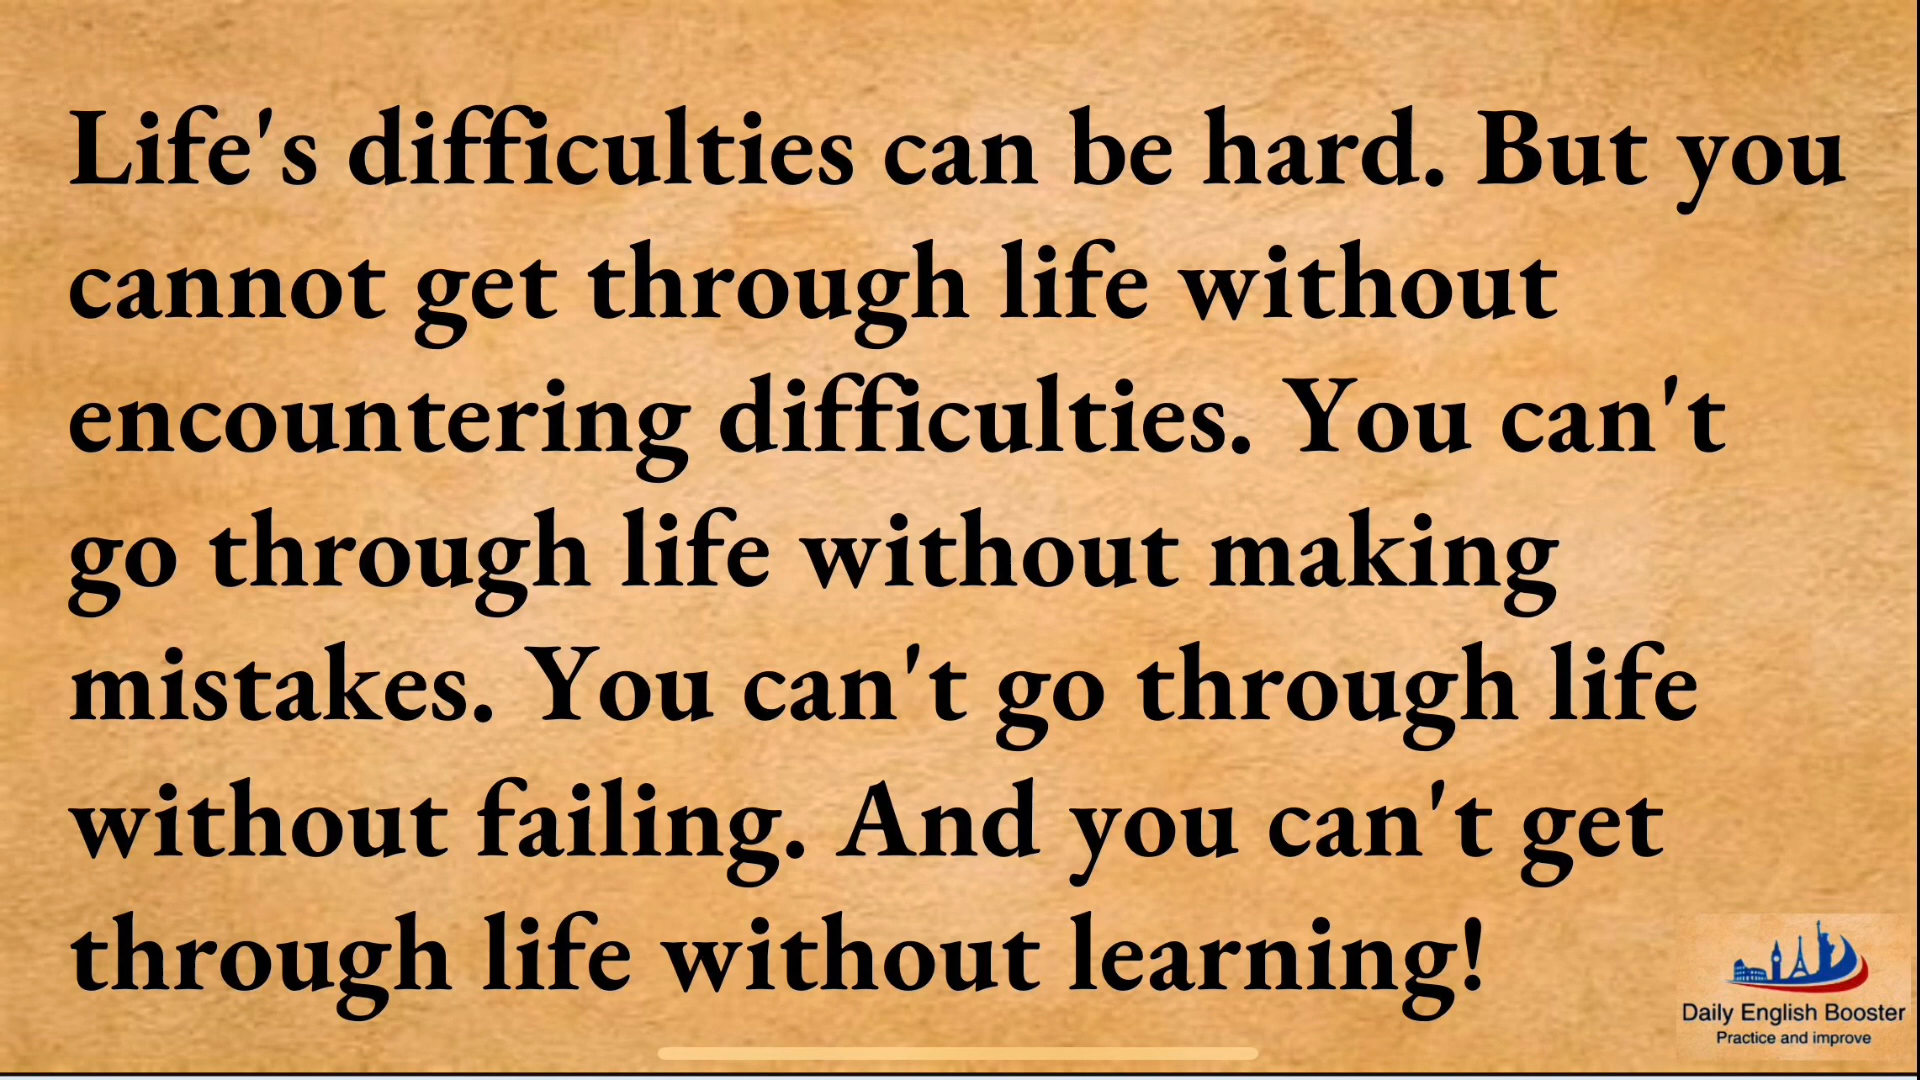 Life's difficulties can be hard. But you
cannot get through life without
encountering difficulties. You can't
go through life without making
mistakes. You can't go through life
without failing. And you can't get
through life without learning!
Daily English Booster
Practice and improve